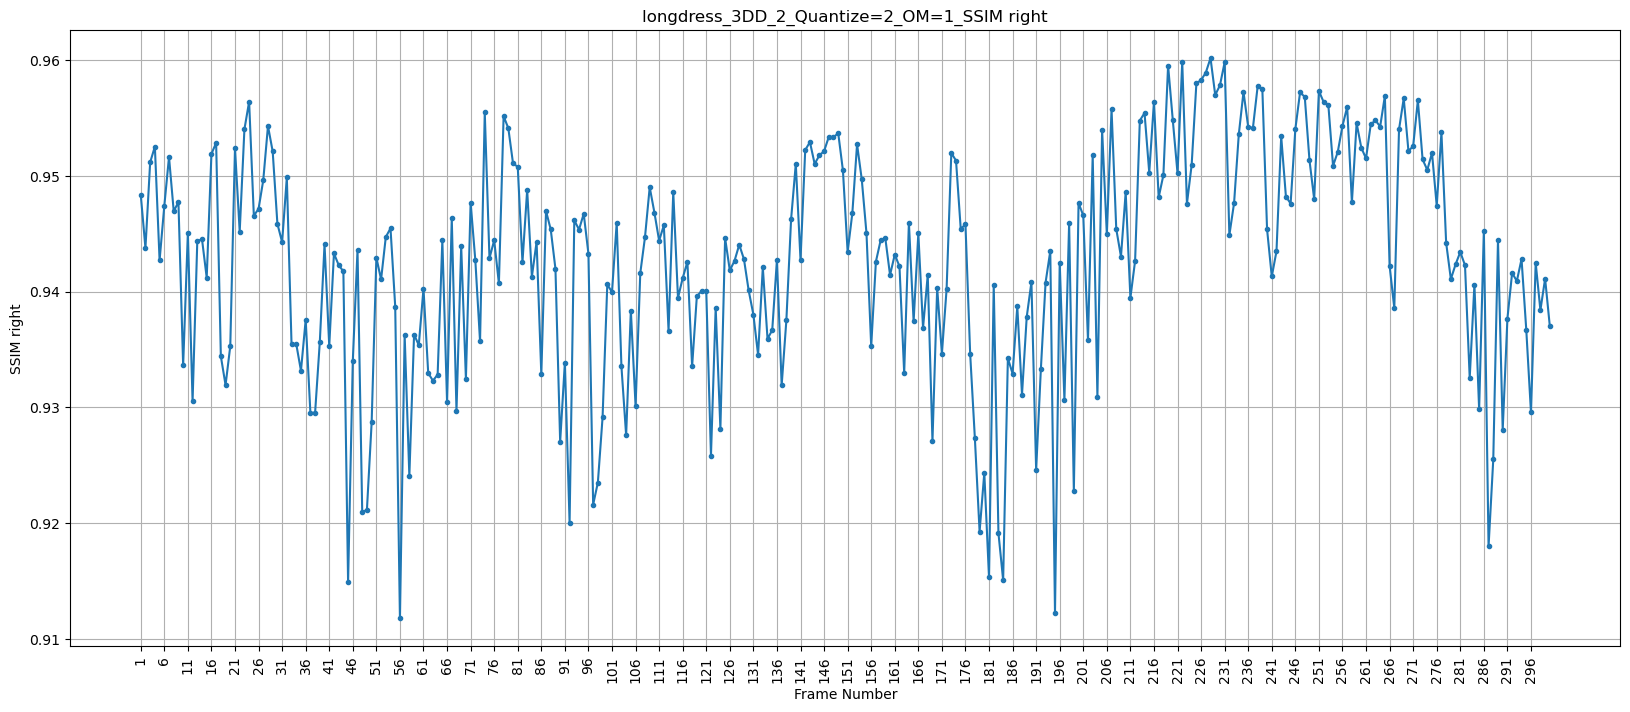 longdress_3DD_2_Quantize=2_OM=1_SSIM right
0.96
0.95
0.94
0.93
0.92
0.91
SSIM right
1 6 11 16 21 26 31 36 41 46 51 56 61 66 71 76 81 86 91 96 101 106 111 116 121 126 131 136 141 146 151 156 161 166 171 176 181 186 191 196 201 206 211 216 221 226 231 236 241 246 251 256 261 266 271 276 281 286 291 296
Frame Number